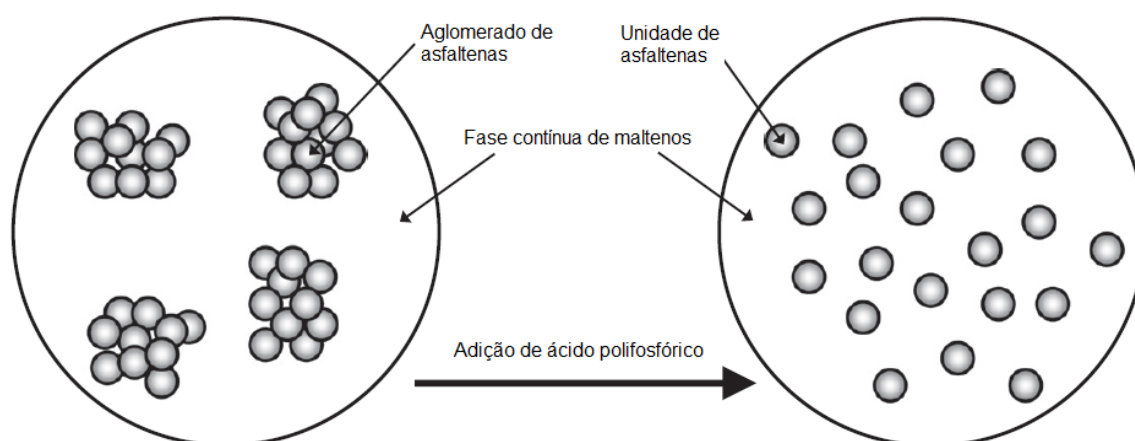 Aglomerado de
asfaltenas
Unidade de
asfaltenas
Fase contínua de maltenos
Adição de ácido polifosfórico